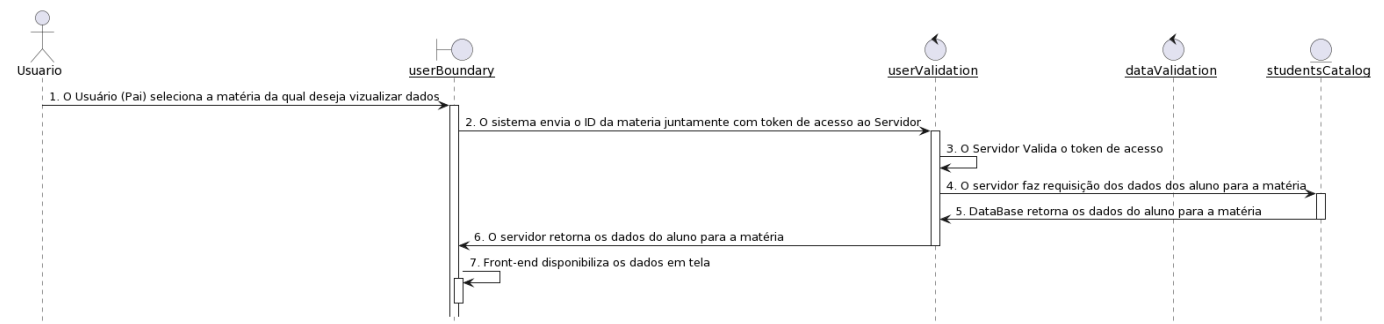 Usuario
userBoundary
userValidation
dataValidation
studentsCatalog
1. O Usuário (Pai) seleciona a matéria da qual deseja vizualizar dados
2. O sistema envia o ID da materia juntamente com token de acesso ao Servidor
3. O Servidor Valida o token de acesso
4. O servidor faz requisição dos dados dos aluno para a matéria
5. DataBase retorna os dados do aluno para a matéria
6. O servidor retorna os dados do aluno para a matéria
7. Front-end disponibiliza os dados em tela